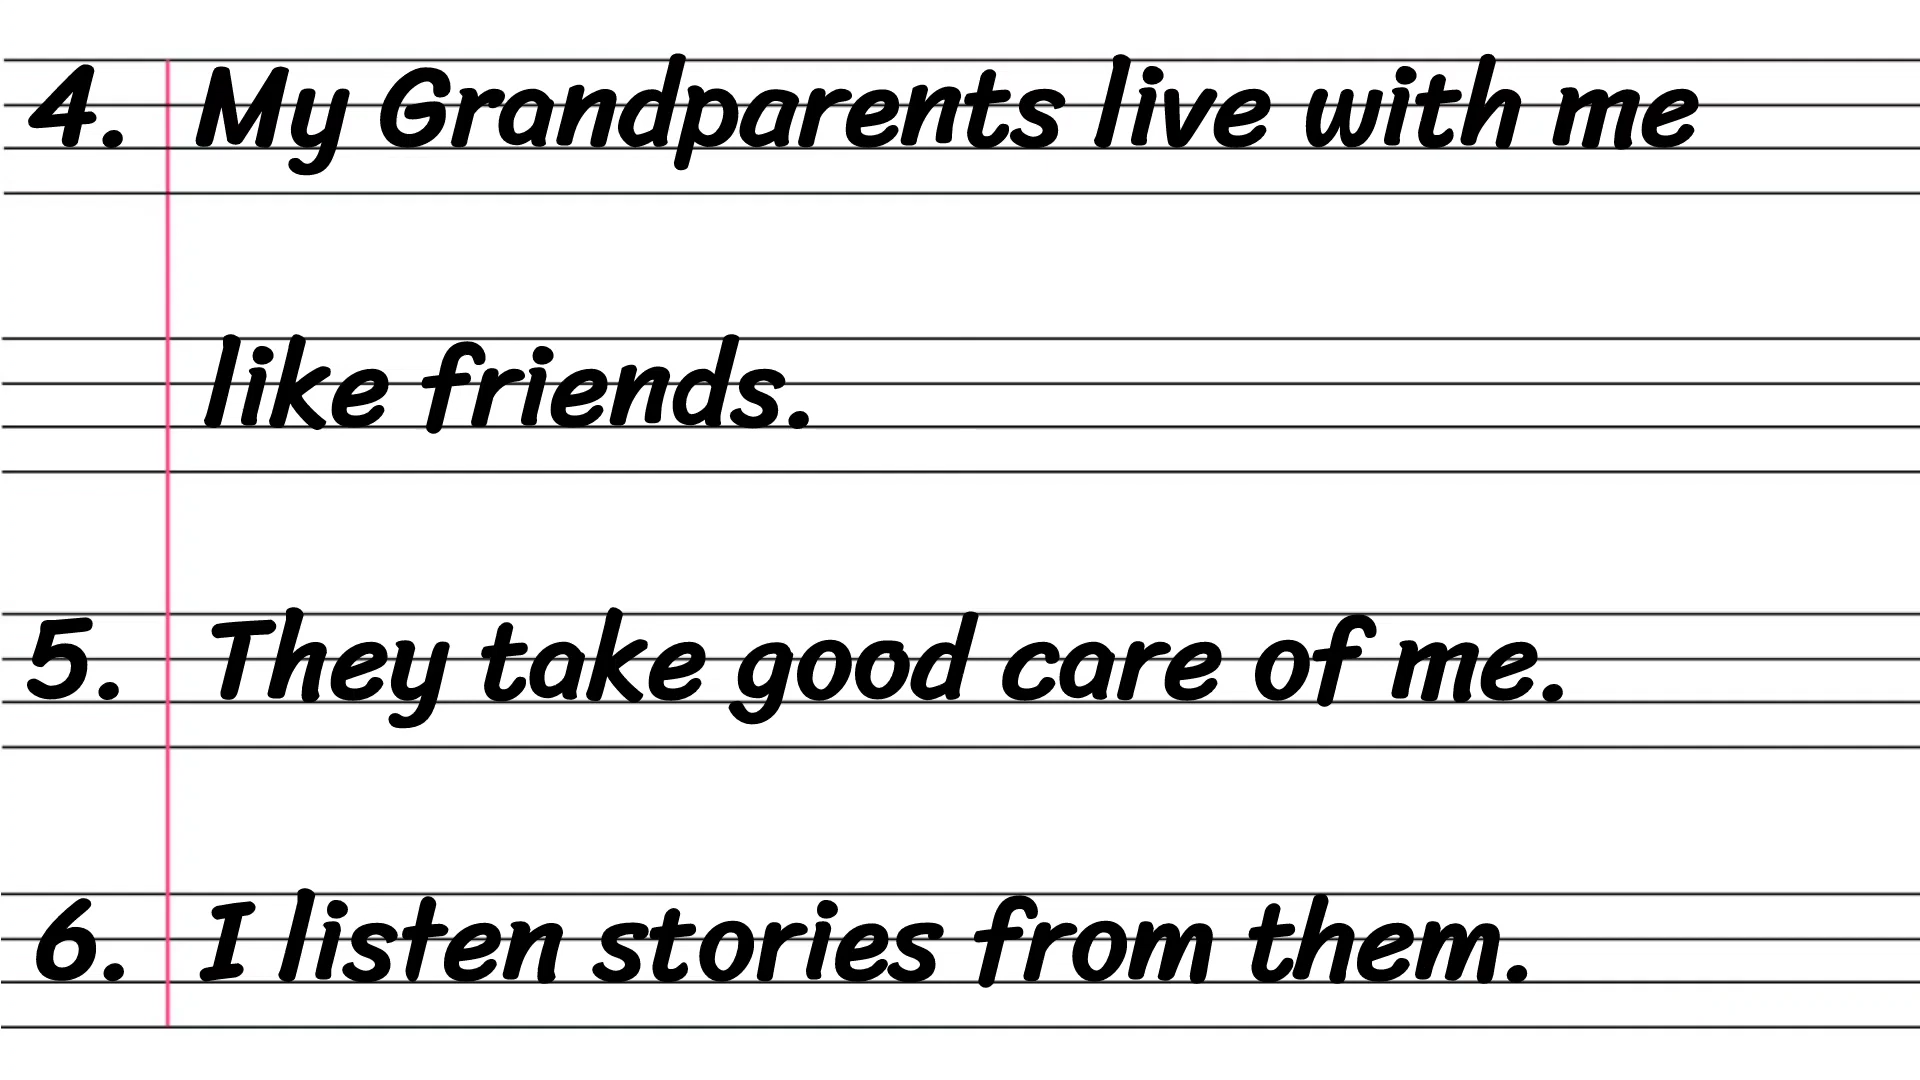 4. My Grandparents live with me
like friends.
5. They take good care of me.
6. I listen stories from them.